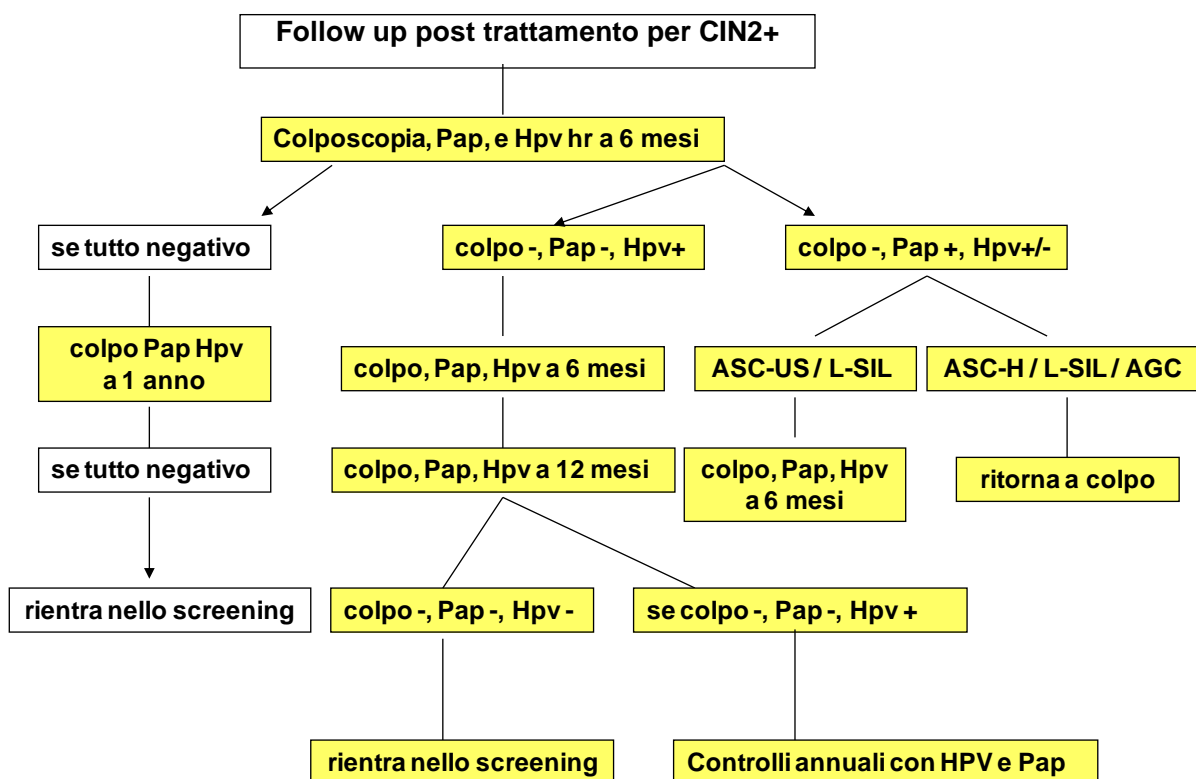 Follow up post trattamento per CIN2+
Colposcopia, Pap, e Hpv hr a 6 mesi
se tutto negativo
colpo -, Pap -, Hpv+
colpo -, Pap +, Hpv+/-
colpo Pap Hpv
a 1 anno
colpo, Pap, Hpv a 6 mesi
ASC-US / L-SIL
ASC-H / L-SIL / AGC
se tutto negativo
colpo, Pap, Hpv a 12 mesi
colpo, Pap, Hpv
a 6 mesi
ritorna a colpo
rientra nello screening
colpo -, Pap -, Hpv -
se colpo -, Pap -, Hpv +
rientra nello screening
Controlli annuali con HPV e Pap